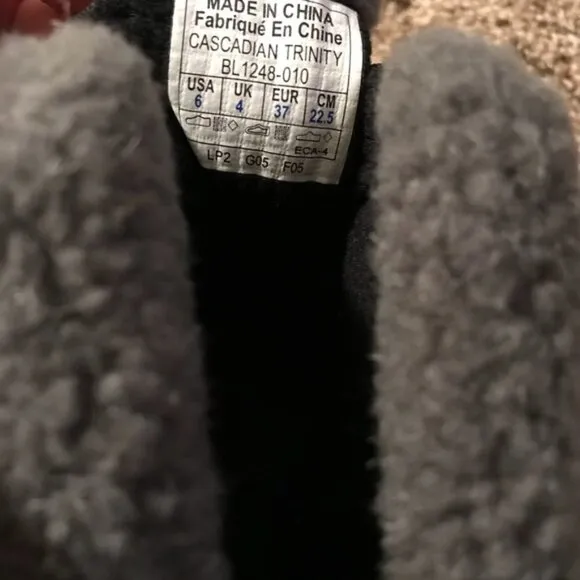 MADE IN CHINA
Fabriqué En Chine
CASCADIAN TRINITY
BL1248-010
USA UK EUR CM
6 4 37 22.5
ECA-4
LP2 G05 F05